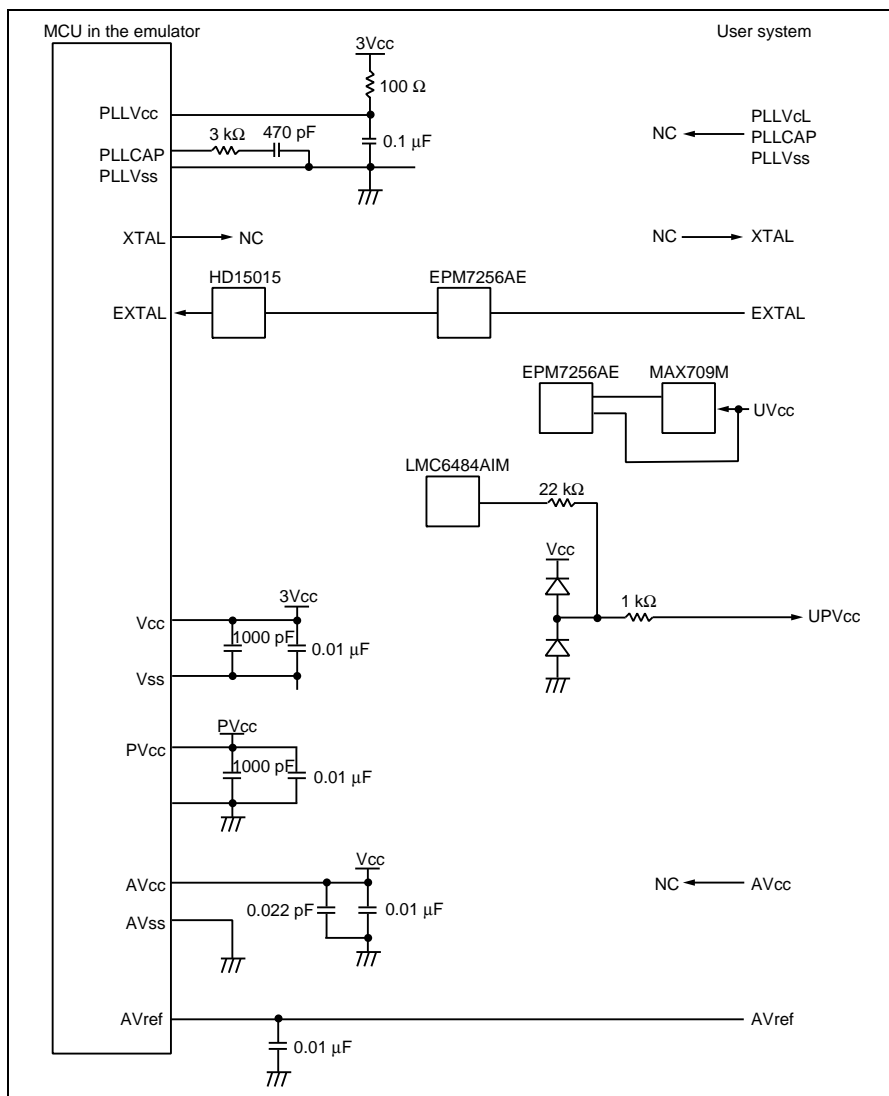 MCU in the emulator
User system
3Vcc
100 Ω
PLLVcc
3 kΩ
470 pF
0.1 μF
PLLCAP
PLLVss
NC
PLLVcL
PLLCAP
PLLVss
XTAL
NC
NC
XTAL
HD15015
EPM7256AE
EXTAL
EXTAL
EPM7256AE
MAX709M
UVcc
LMC6484AIM
22 kΩ
Vcc
1 kΩ
UPVcc
3Vcc
Vcc
1000 pF
0.01 μF
Vss
PVcc
PVcc
1000 pF
0.01 μF
Vcc
AVcc
NC
AVcc
0.022 pF
0.01 μF
AVss
AVref
AVref
0.01 μF